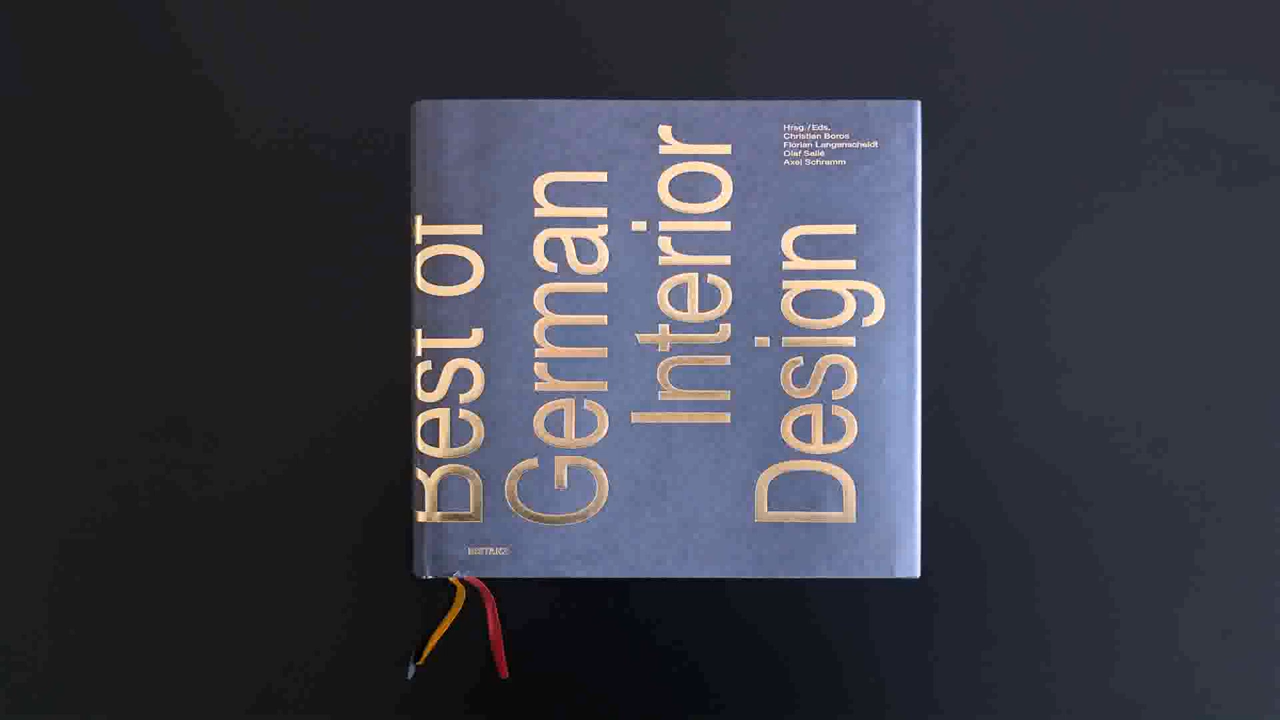 Best of
German
Interior
Design
Hrsg./Eds.
Christian Boros
Florian Langenscheidt
Olaf Salié
Axel Schramm